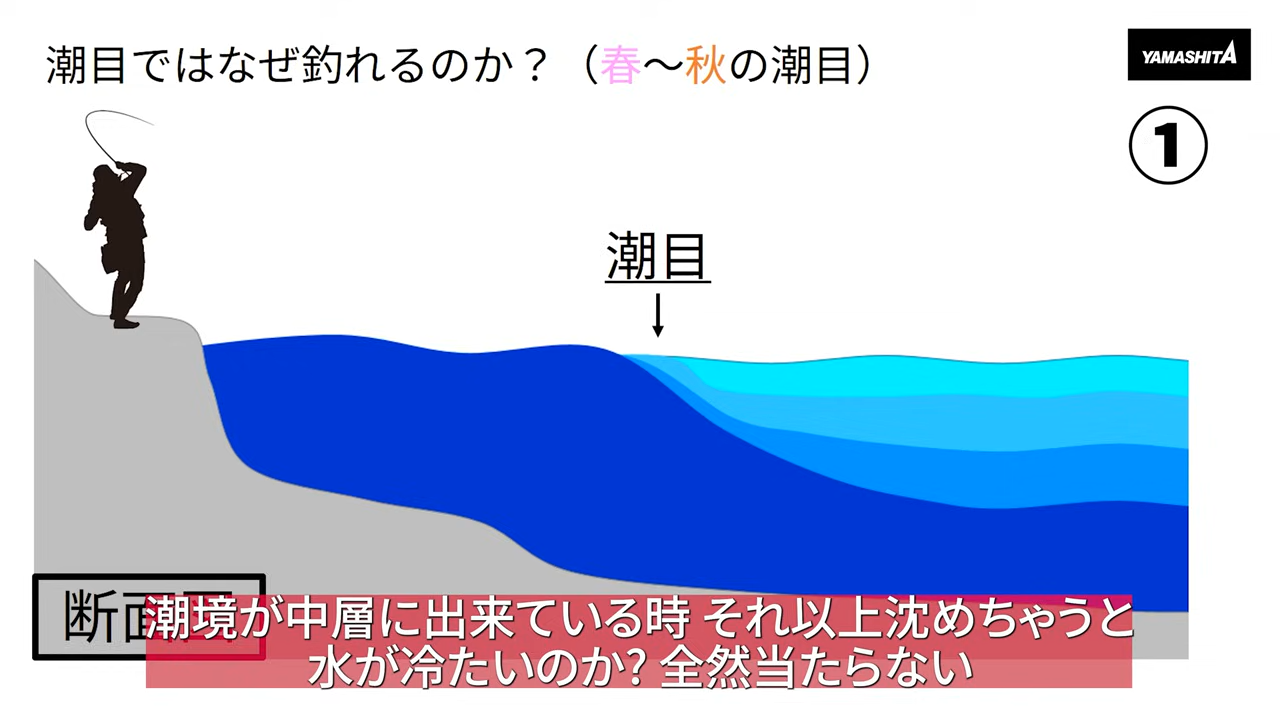 潮目ではなぜ釣れるのか？（春～秋の潮目）
YAMASHITA
①
潮目
断面図
潮境が中層に出来ている時 それ以上沈めちゃうと
水が冷たいのか? 全然当たらない